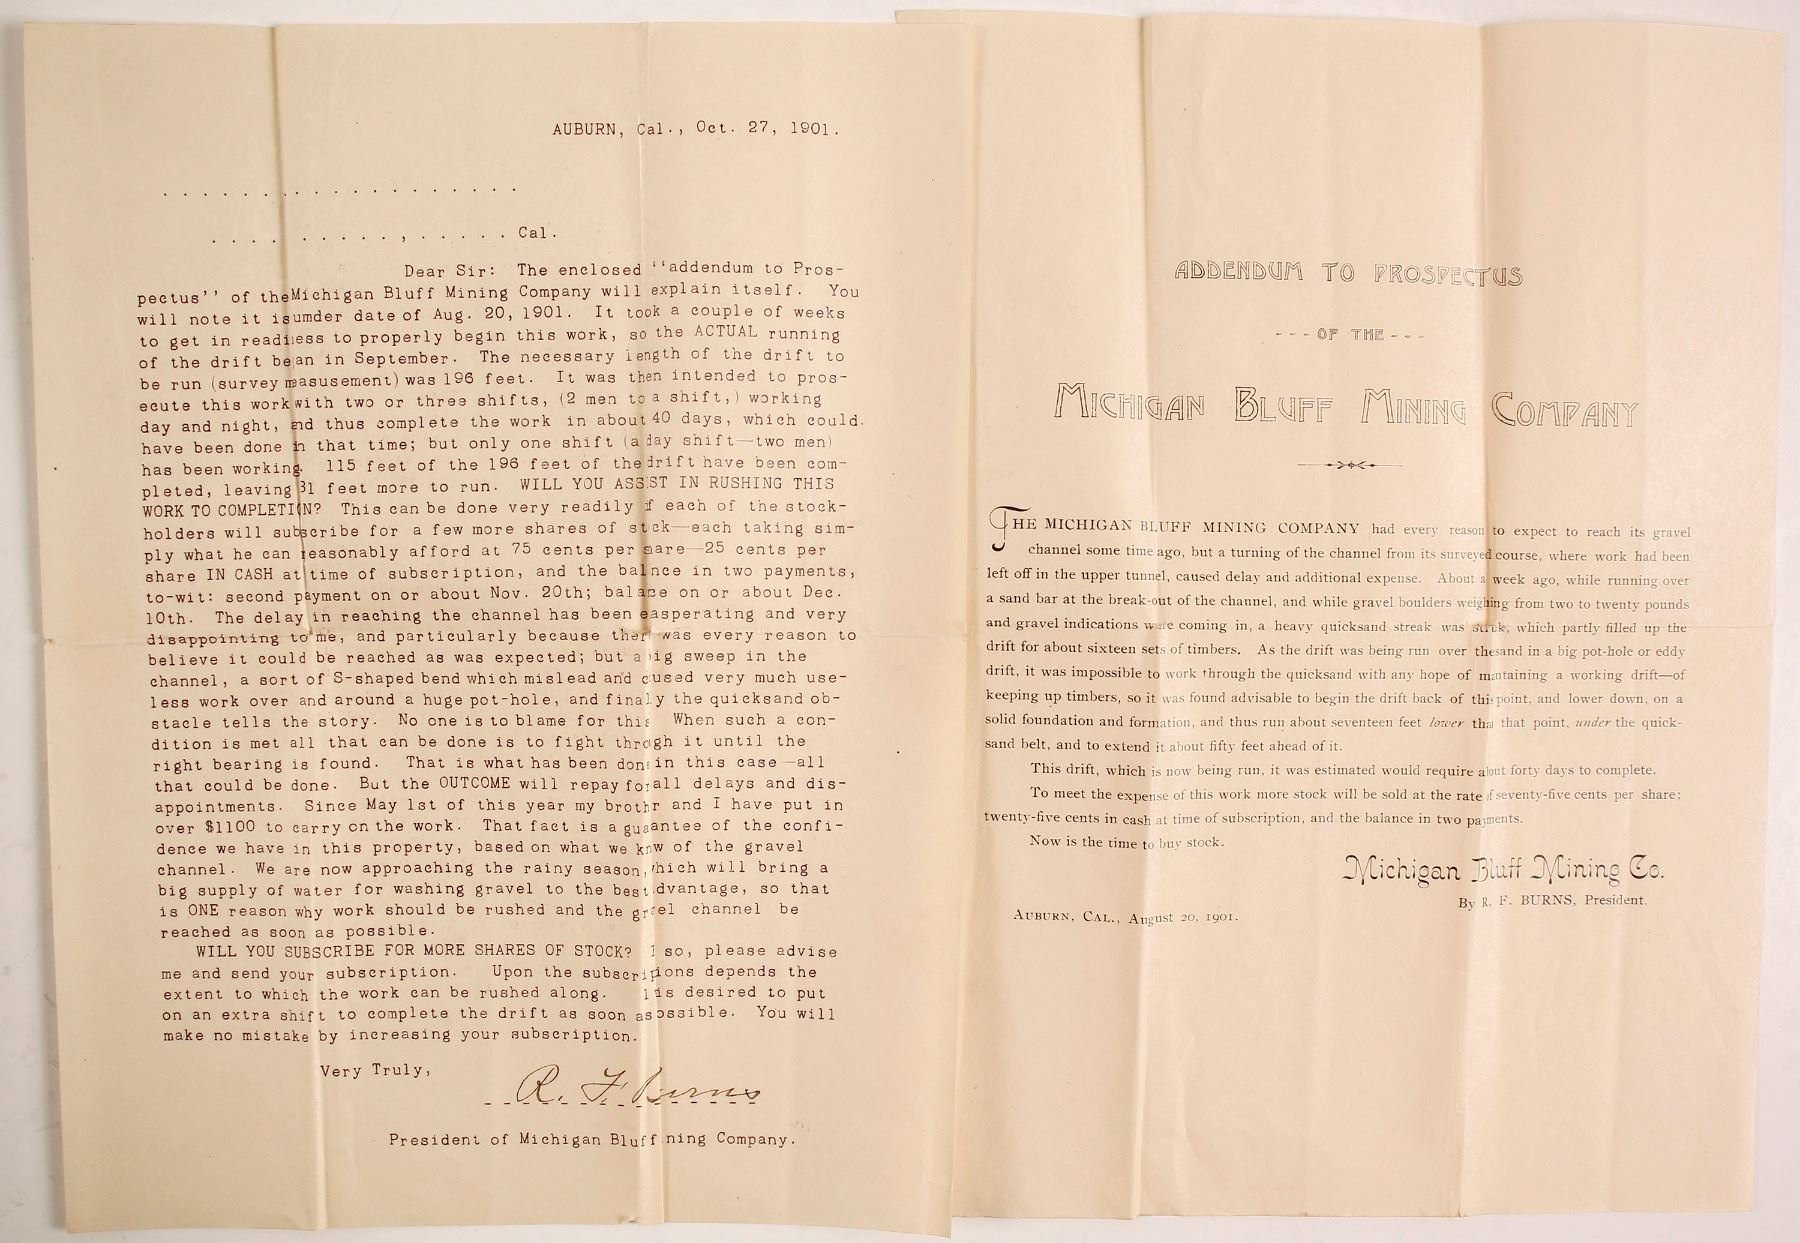 AUBURN, Cal., Oct. 27, 1901.
. . . . . . . . . . . . . . . . . .
. . . . . . . . . , . . . . . Cal.
Dear Sir: The enclosed ‘‘addendum to Pros-
pectus’’ of the Michigan Bluff Mining Company will explain itself. You
will note it is umder date of Aug. 20, 1901. It took a couple of weeks
to get in readiness to properly begin this work, so the ACTUAL running
of the drift bean in September. The necessary length of the drift to
be run (survey measusement) was 196 feet. It was then intended to pros-
ecute this work with two or three shifts, (2 men to a shift,) working
day and night, and thus complete the work in about 40 days, which could
have been done in that time; but only one shift (a day shift—two men)
has been working. 115 feet of the 196 feet of the drift have been com-
pleted, leaving 81 feet more to run. WILL YOU ASSIST IN RUSHING THIS
WORK TO COMPLETION? This can be done very readily if each of the stock-
holders will subscribe for a few more shares of stck—each taking sim-
ply what he can reasonably afford at 75 cents per are—25 cents per
share IN CASH at time of subscription, and the balnce in two payments,
to-wit: second payment on or about Nov. 20th; balace on or about Dec.
10th. The delay in reaching the channel has been easperating and very
disappointing to me, and particularly because ther was every reason to
believe it could be reached as was expected; but a big sweep in the
channel, a sort of S-shaped bend which mislead and cused very much use-
less work over and around a huge pot-hole, and finaly the quicksand ob-
stacle tells the story. No one is to blame for this When such a con-
dition is met all that can be done is to fight throgh it until the
right bearing is found. That is what has been done in this case—all
that could be done. But the OUTCOME will repay for all delays and dis-
appointments. Since May 1st of this year my brothr and I have put in
over $1100 to carry on the work. That fact is a guaantee of the confi-
dence we have in this property, based on what we knw of the gravel
channel. We are now approaching the rainy season, which will bring a
big supply of water for washing gravel to the best dvantage, so that
is ONE reason why work should be rushed and the grael channel be
reached as soon as possible.
WILL YOU SUBSCRIBE FOR MORE SHARES OF STOCK? I so, please advise
me and send your subscription. Upon the subscriptions depends the
extent to which the work can be rushed along. I is desired to put
on an extra shift to complete the drift as soon as ossible. You will
make no mistake by increasing your subscription.
Very Truly,
R. F. Burns
President of Michigan Bluff ning Company.
ADDENDUM TO PROSPECTUS
---OF THE---
MICHIGAN BLUFF MINING COMPANY
THE MICHIGAN BLUFF MINING COMPANY had every reason to expect to reach its gravel
channel some time ago, but a turning of the channel from its surveyed course, where work had been
left off in the upper tunnel, caused delay and additional expense. About a week ago, while running over
a sand bar at the break-out of the channel, and while gravel boulders weighing from two to twenty pounds
and gravel indications were coming in, a heavy quicksand streak was struk, which partly filled up the
drift for about sixteen sets of timbers. As the drift was being run over the sand in a big pot-hole or eddy
drift, it was impossible to work through the quicksand with any hope of mantaining a working drift—of
keeping up timbers, so it was found advisable to begin the drift back of this point, and lower down, on a
solid foundation and formation, and thus run about seventeen feet lower than that point, under the quick-
sand belt, and to extend it about fifty feet ahead of it.
This drift, which is now being run, it was estimated would require about forty days to complete.
To meet the expense of this work more stock will be sold at the rate of seventy-five cents per share;
twenty-five cents in cash at time of subscription, and the balance in two payments.
Now is the time to buy stock.
Michigan Bluff Mining Co.
By R. F. BURNS, President.
AUBURN, CAL., August 20, 1901.